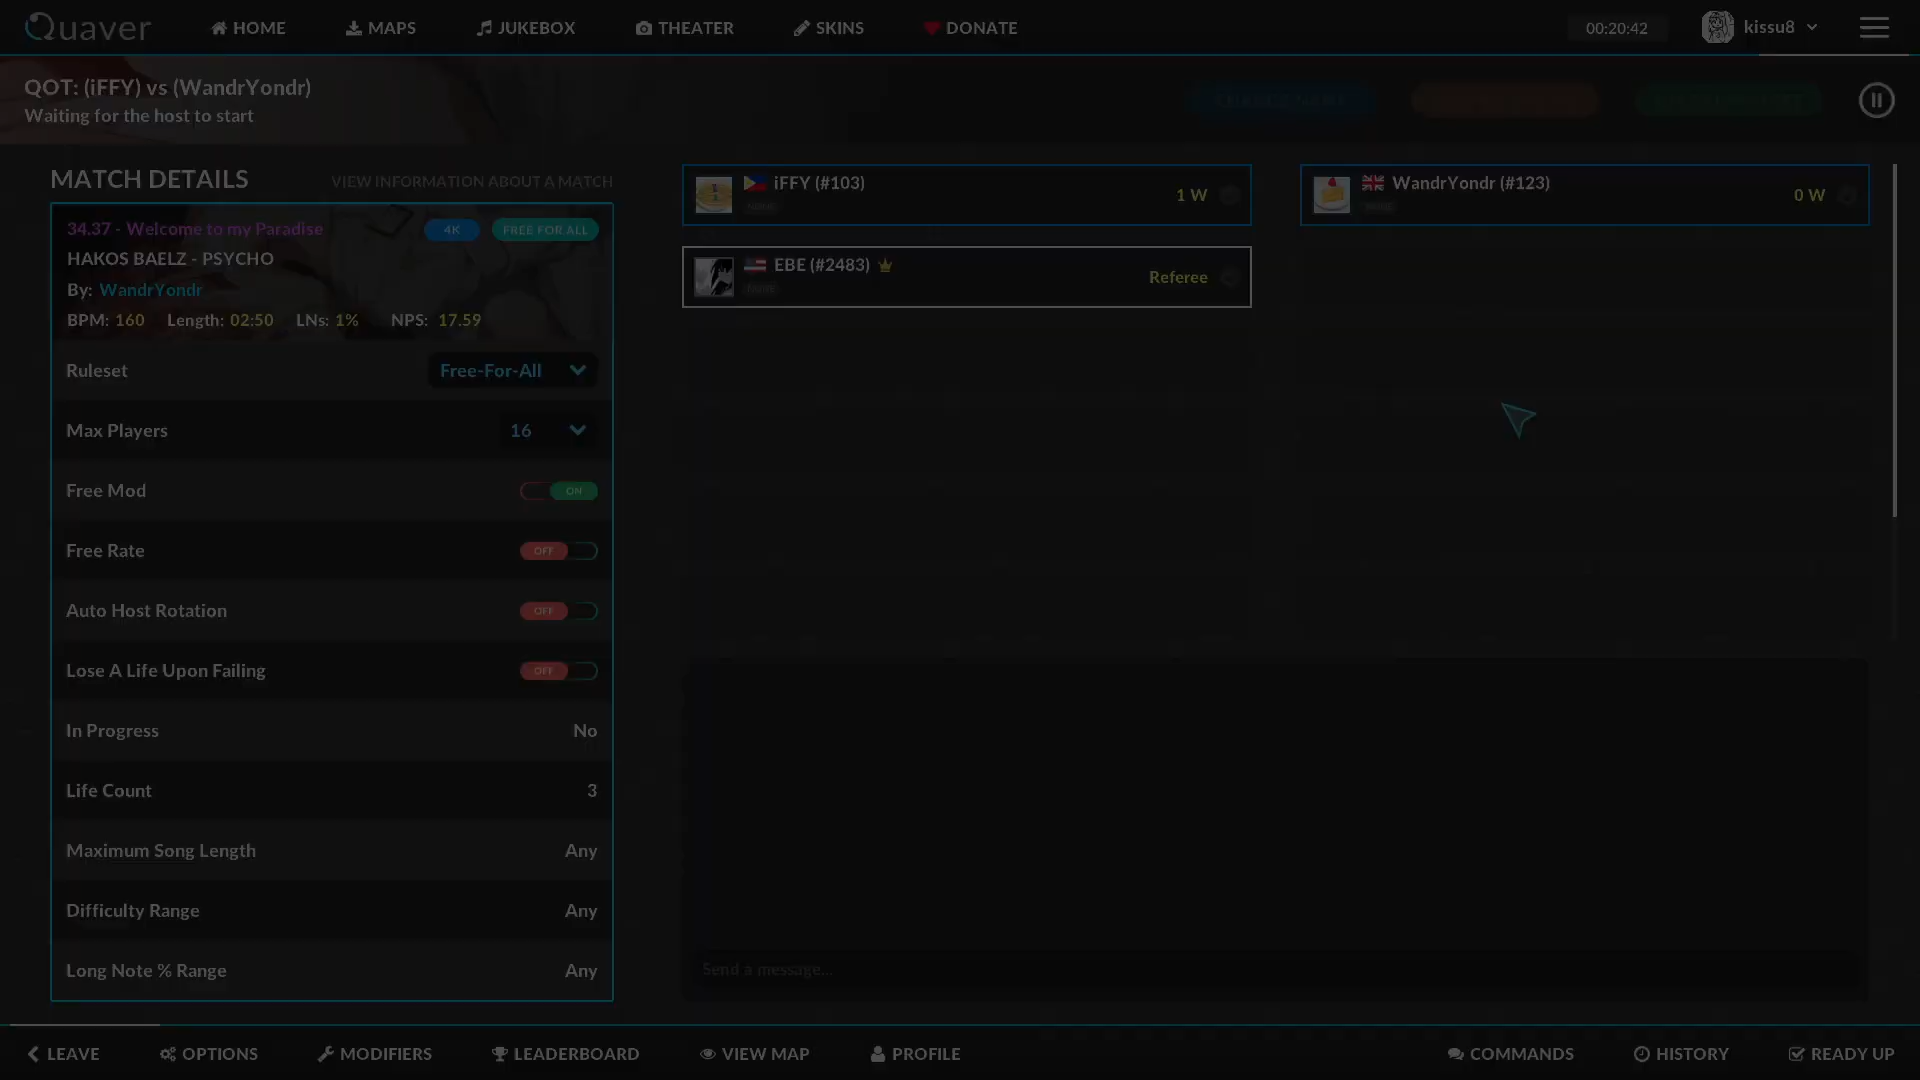 Quaver
HOME
MAPS
JUKEBOX
THEATER
SKINS
DONATE
00:20:42
kissu8
QOT: (iFFY) vs (WandrYondr)
Waiting for the host to start
MATCH DETAILS
VIEW INFORMATION ABOUT A MATCH
34.37 - Welcome to my Paradise
4K
FREE FOR ALL
HAKOS BAELZ - PSYCHO
By: WandrYondr
BPM: 160 Length: 02:50 LNs: 1% NPS: 17.59
Ruleset
Free-For-All
Max Players
16
Free Mod
ON
Free Rate
OFF
Auto Host Rotation
OFF
Lose A Life Upon Failing
OFF
In Progress
No
Life Count
3
Maximum Song Length
Any
Difficulty Range
Any
Long Note % Range
Any
iFFY (#103)
1 W
WandrYondr (#123)
0 W
EBE (#2483)
Referee
Send a message...
LEAVE
OPTIONS
MODIFIERS
LEADERBOARD
VIEW MAP
PROFILE
COMMANDS
HISTORY
READY UP